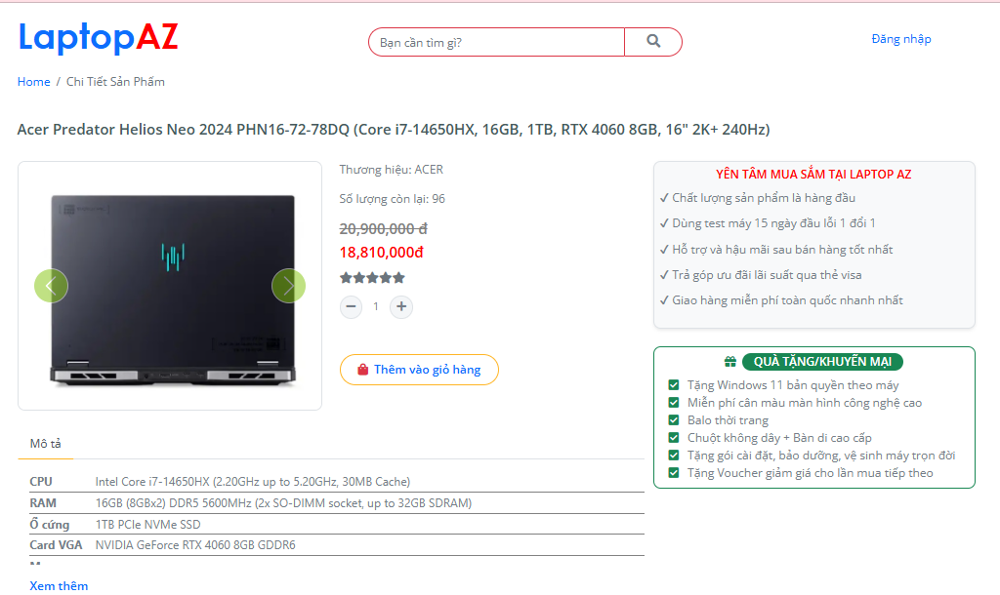 LaptopAZ
Bạn cần tìm gì?
Đăng nhập
Home / Chi Tiết Sản Phẩm
Acer Predator Helios Neo 2024 PHN16-72-78DQ (Core i7-14650HX, 16GB, 1TB, RTX 4060 8GB, 16" 2K+ 240Hz)
Thương hiệu: ACER
Số lượng còn lại: 96
20,900,000 đ
18,810,000đ
1
Thêm vào giỏ hàng
YÊN TÂM MUA SẮM TẠI LAPTOP AZ
✓ Chất lượng sản phẩm là hàng đầu
✓ Dùng test máy 15 ngày đầu lỗi 1 đổi 1
✓ Hỗ trợ và hậu mãi sau bán hàng tốt nhất
✓ Trả góp ưu đãi lãi suất qua thẻ visa
✓ Giao hàng miễn phí toàn quốc nhanh nhất
QUÀ TẶNG/KHUYẾN MẠI
Tặng Windows 11 bản quyền theo máy
Miễn phí cân màu màn hình công nghệ cao
Balo thời trang
Chuột không dây + Bàn di cao cấp
Tặng gói cài đặt, bảo dưỡng, vệ sinh máy trọn đời
Tặng Voucher giảm giá cho lần mua tiếp theo
Mô tả
CPU Intel Core i7-14650HX (2.20GHz up to 5.20GHz, 30MB Cache)
RAM 16GB (8GBx2) DDR5 5600MHz (2x SO-DIMM socket, up to 32GB SDRAM)
Ổ cứng 1TB PCIe NVMe SSD
Card VGA NVIDIA GeForce RTX 4060 8GB GDDR6
Xem thêm